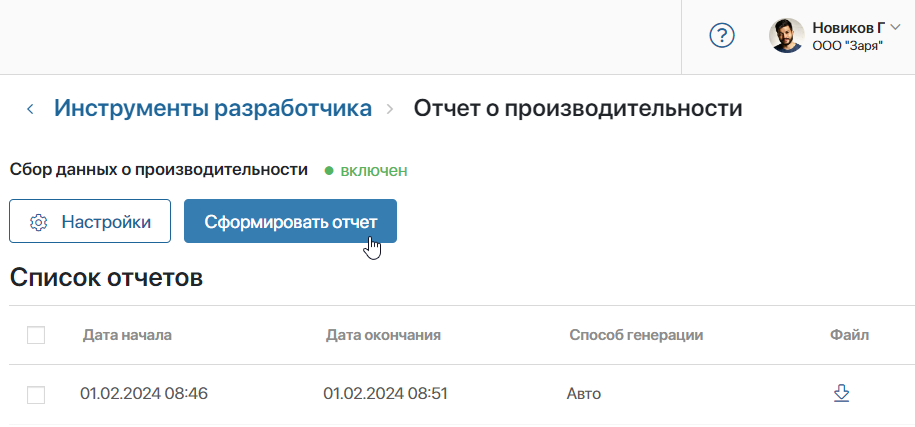 ?
Новиков Г
ООО "Заря"
‹ Инструменты разработчика › Отчет о производительности
Сбор данных о производительности ● включен
Настройки Сформировать отчет
Список отчетов
Дата начала Дата окончания Способ генерации Файл
01.02.2024 08:46 01.02.2024 08:51 Авто